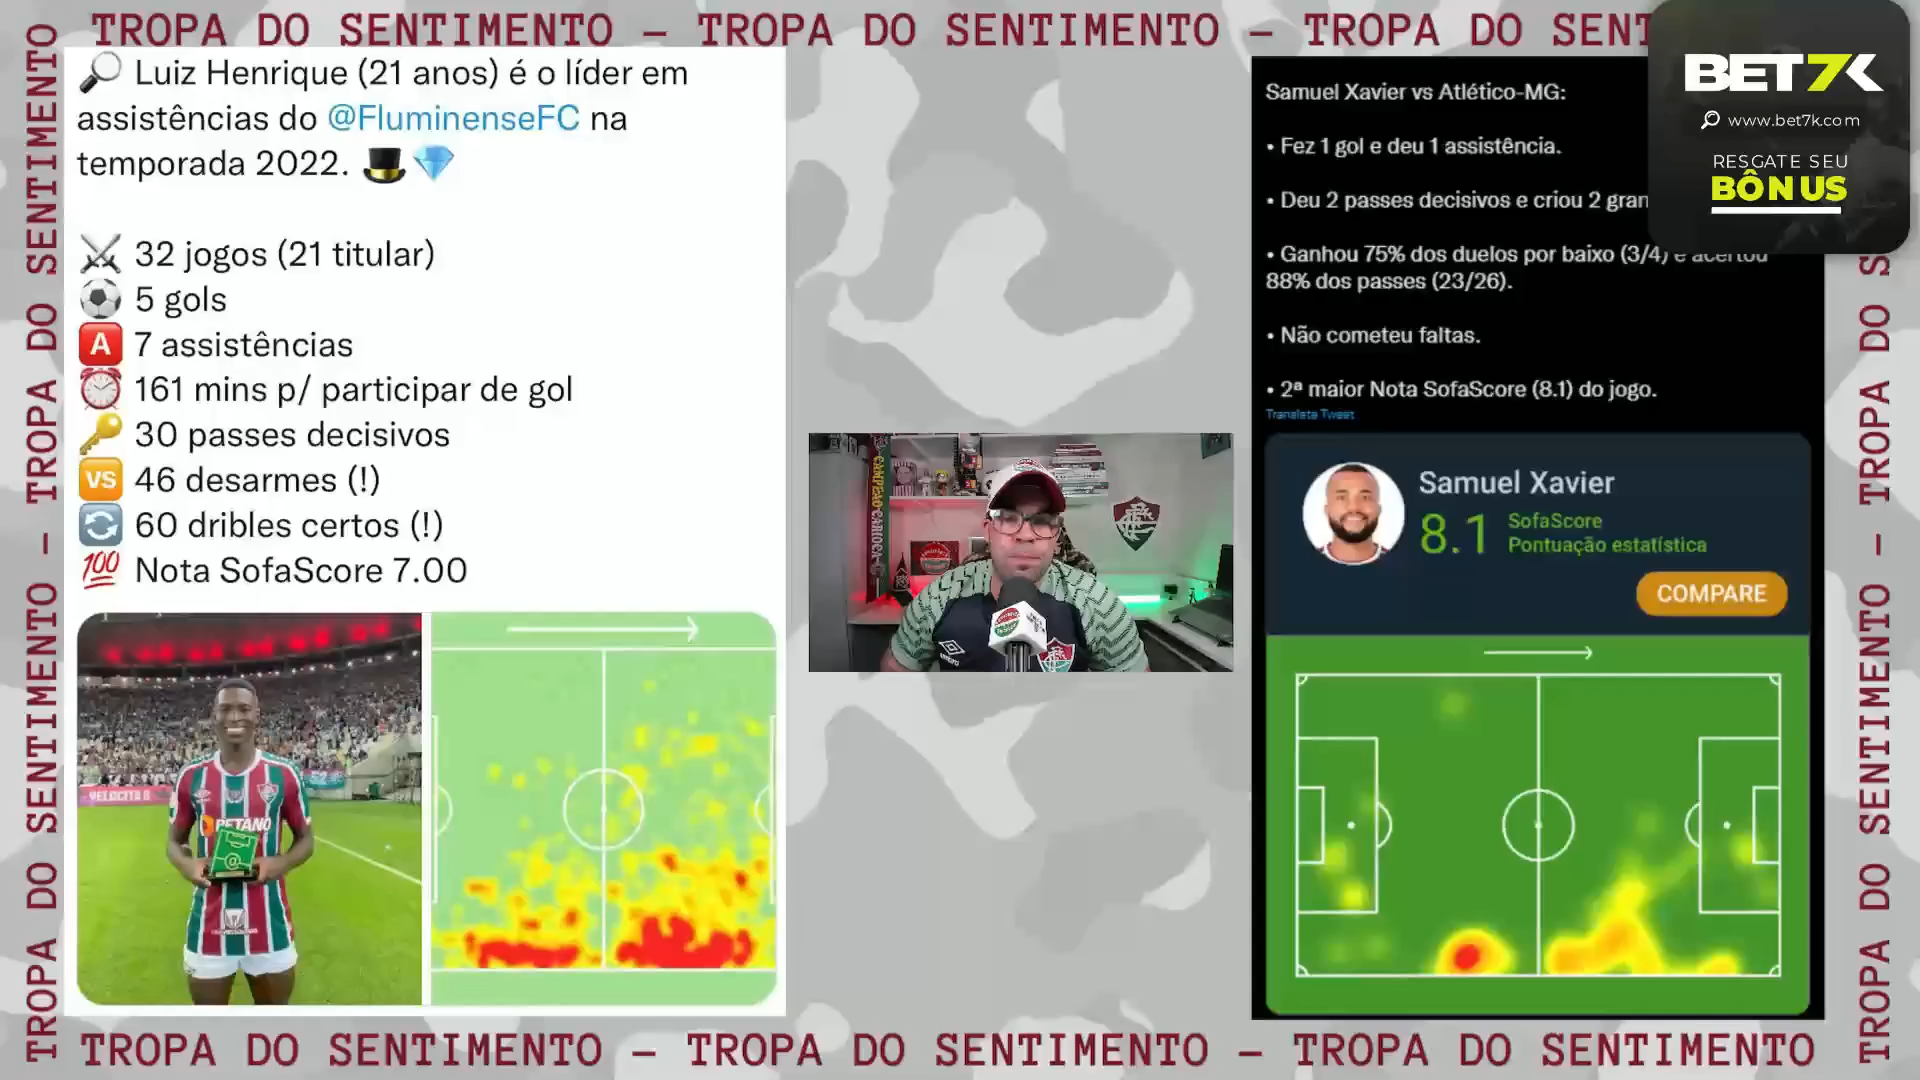 TROPA DO SENTIMENTO – TROPA DO SENTIMENTO – TROPA DO SENT
TROPA DO SENTIMENTO – TROPA DO SENTIMENTO
🔎 Luiz Henrique (21 anos) é o líder em
assistências do @FluminenseFC na
temporada 2022. 🎩💎
⚔ 32 jogos (21 titular)
⚽ 5 gols
🅰 7 assistências
⏰ 161 mins p/ participar de gol
🔑 30 passes decisivos
🆚 46 desarmes (!)
🔄 60 dribles certos (!)
💯 Nota SofaScore 7.00
BETANO
CAMPEÃO CARIOCA
Samuel Xavier vs Atlético-MG:
• Fez 1 gol e deu 1 assistência.
• Deu 2 passes decisivos e criou 2 gran
• Ganhou 75% dos duelos por baixo (3/4) e acertou
88% dos passes (23/26).
• Não cometeu faltas.
• 2ª maior Nota SofaScore (8.1) do jogo.
Translate Tweet
Samuel Xavier
8.1
SofaScore
Pontuação estatística
COMPARE
BET7K
www.bet7k.com
RESGATE SEU
BÔNUS
TROPA DO S
TROPA DO SENTIMENTO – TROPA DO
TROPA DO SENTIMENTO – TROPA DO SENTIMENTO – TROPA DO SENTIMENTO